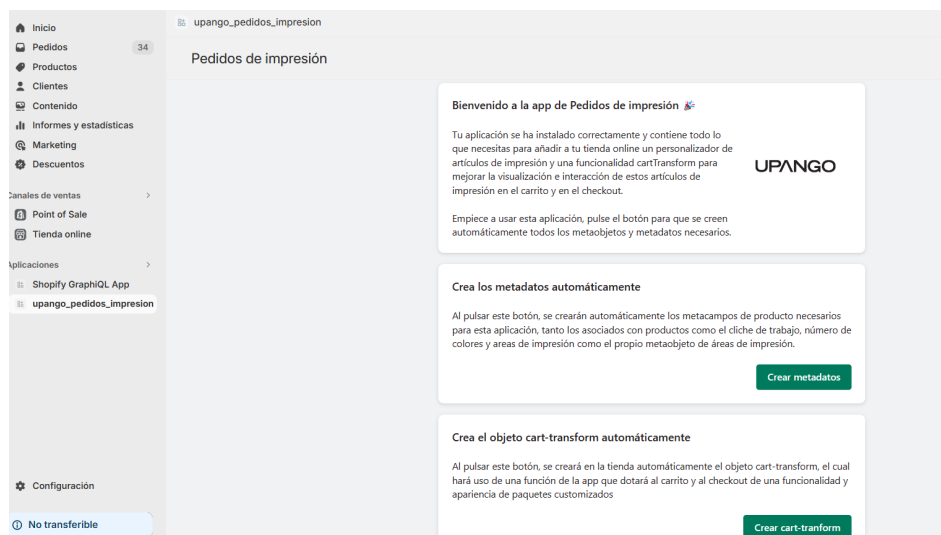 Inicio
Pedidos 34
Productos
Clientes
Contenido
Informes y estadísticas
Marketing
Descuentos
Canales de ventas
Point of Sale
Tienda online
Aplicaciones
Shopify GraphiQL App
upango_pedidos_impresion
Configuración
No transferible
upango_pedidos_impresion
Pedidos de impresión
Bienvenido a la app de Pedidos de impresión 🎉
Tu aplicación se ha instalado correctamente y contiene todo lo
que necesitas para añadir a tu tienda online un personalizador de
artículos de impresión y una funcionalidad cartTransform para
mejorar la visualización e interacción de estos artículos de
impresión en el carrito y en el checkout.
Empiece a usar esta aplicación, pulse el botón para que se creen
automáticamente todos los metaobjetos y metadatos necesarios.
UPANGO
Crea los metadatos automáticamente
Al pulsar este botón, se crearán automáticamente los metacampos de producto necesarios
para esta aplicación, tanto los asociados con productos como el cliche de trabajo, número de
colores y areas de impresión como el propio metaobjeto de áreas de impresión.
Crear metadatos
Crea el objeto cart-transform automáticamente
Al pulsar este botón, se creará en la tienda automáticamente el objeto cart-transform, el cual
hará uso de una función de la app que dotará al carrito y al checkout de una funcionalidad y
apariencia de paquetes customizados
Crear cart-tranform